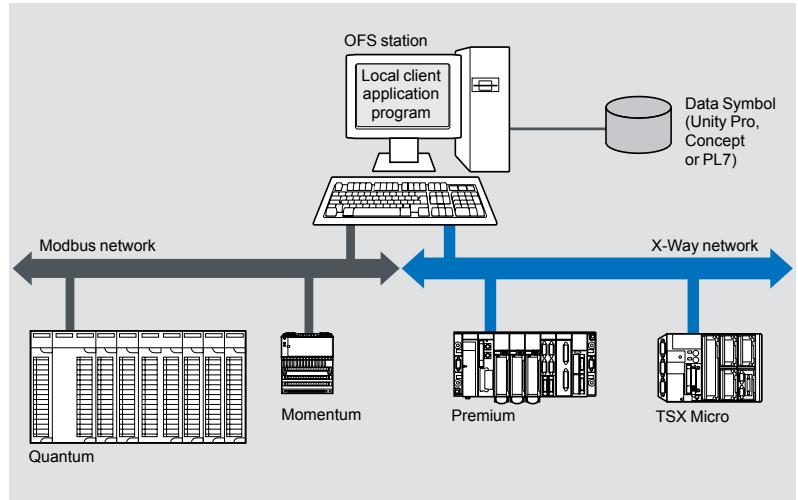 OFS station
Local client
application
program
Data Symbol
(Unity Pro,
Concept
or PL7)
Modbus network
X-Way network
Quantum
Momentum
Premium
TSX Micro